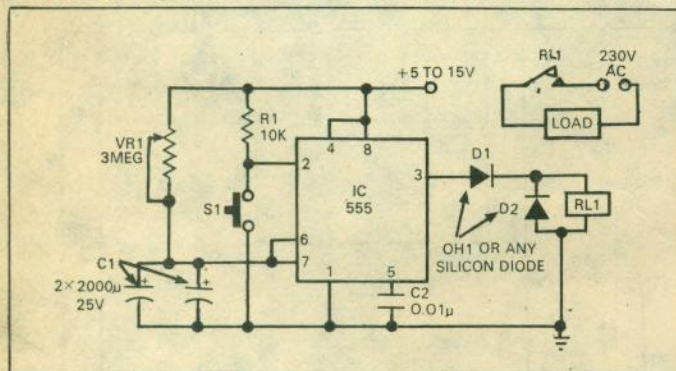 +5 TO 15V
RL1
230V
AC
LOAD
VR1
3MEG
R1
10K
S1
2
4
8
3
IC
555
6
7
1
5
D1
D2
RL1
OH1 OR ANY
SILICON DIODE
C1
2×2000µ
25V
+
+
C2
0.01µ